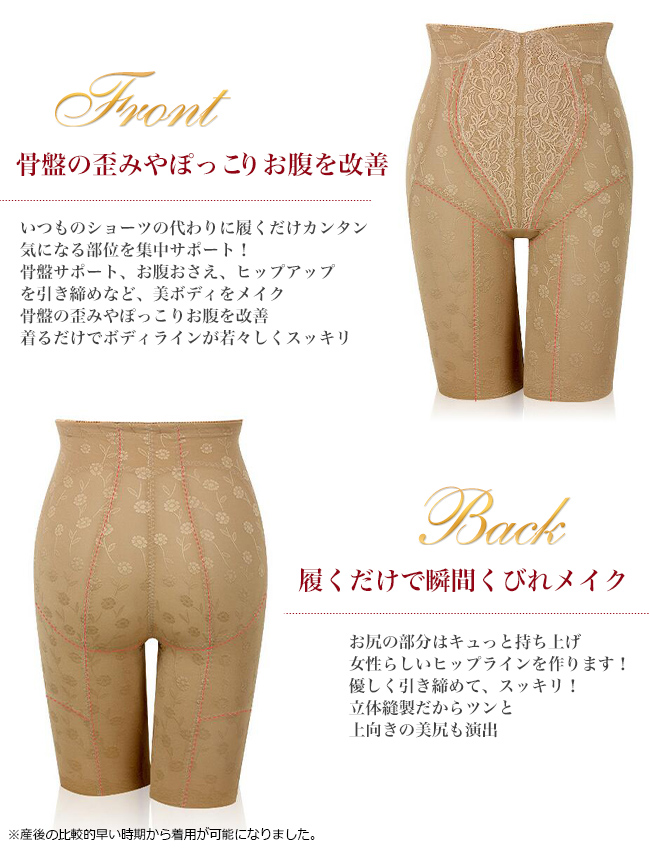 Front
骨盤の歪みやぽっこりお腹を改善
いつものショーツの代わりに履くだけカンタン
気になる部位を集中サポート！
骨盤サポート、お腹おさえ、ヒップアップ
を引き締めなど、美ボディをメイク
骨盤の歪みやぽっこりお腹を改善
着るだけでボディラインが若々しくスッキリ
Back
履くだけで瞬間くびれメイク
お尻の部分はキュっと持ち上げ
女性らしいヒップラインを作ります！
優しく引き締めて、スッキリ！
立体縫製だからツンと
上向きの美尻も演出
※産後の比較的早い時期から着用が可能になりました。